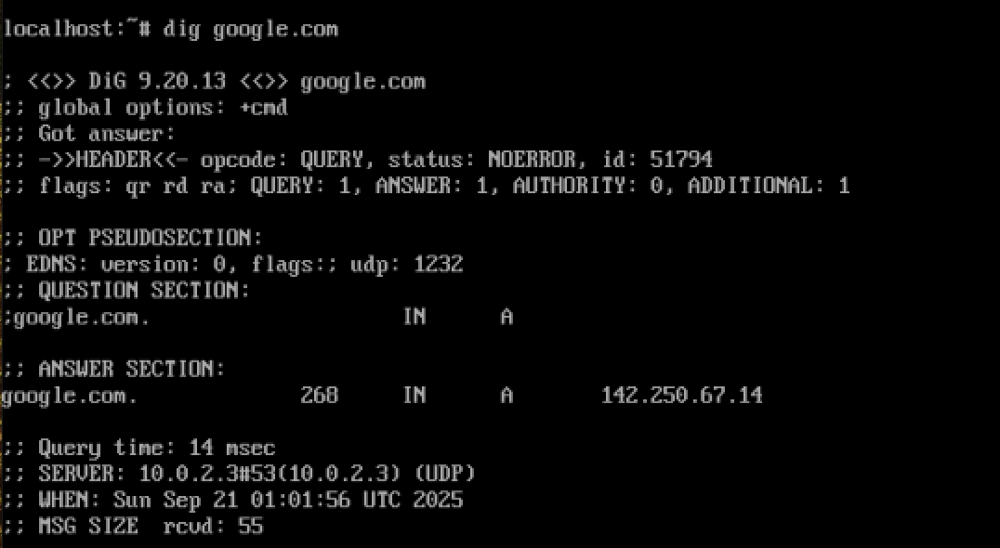 localhost:~# dig google.com
; <<>> DiG 9.20.13 <<>> google.com
;; global options: +cmd
;; Got answer:
;; ->>HEADER<<- opcode: QUERY, status: NOERROR, id: 51794
;; flags: qr rd ra; QUERY: 1, ANSWER: 1, AUTHORITY: 0, ADDITIONAL: 1
;; OPT PSEUDOSECTION:
; EDNS: version: 0, flags:; udp: 1232
;; QUESTION SECTION:
;google.com. IN A
;; ANSWER SECTION:
google.com. 268 IN A 142.250.67.14
;; Query time: 14 msec
;; SERVER: 10.0.2.3#53(10.0.2.3) (UDP)
;; WHEN: Sun Sep 21 01:01:56 UTC 2025
;; MSG SIZE rcvd: 55